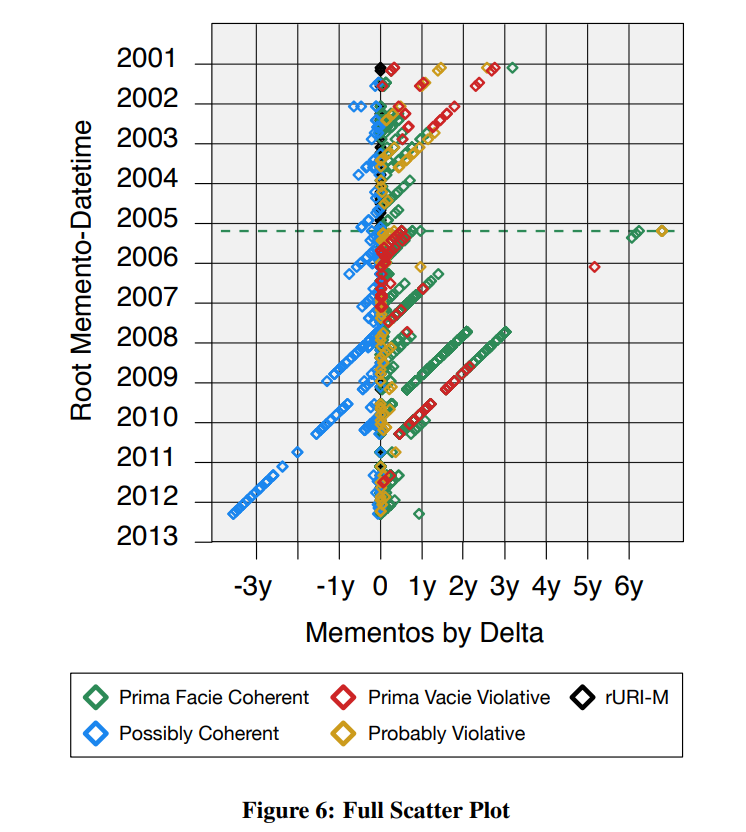 Root Memento-Datetime
2001
2002
2003
2004
2005
2006
2007
2008
2009
2010
2011
2012
2013
-3y -1y 0 1y 2y 3y 4y 5y 6y
Mementos by Delta
Prima Facie Coherent Prima Vacie Violative rURI-M
Possibly Coherent Probably Violative
Figure 6: Full Scatter Plot